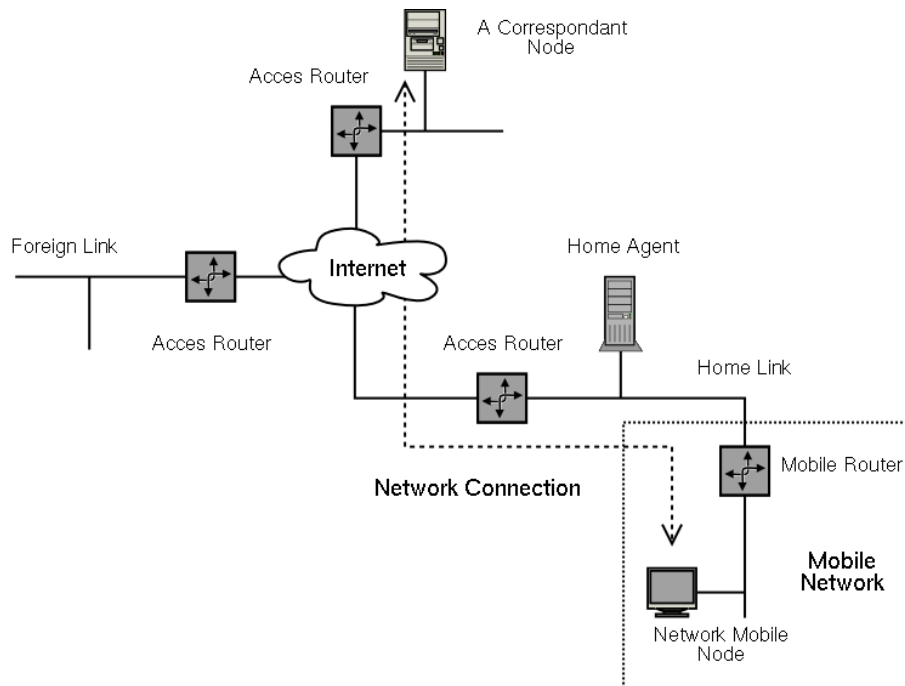 A Correspondant
Node
Acces Router
Foreign Link
Internet
Home Agent
Acces Router
Acces Router
Home Link
Mobile Router
Network Connection
Mobile
Network
Network Mobile
Node